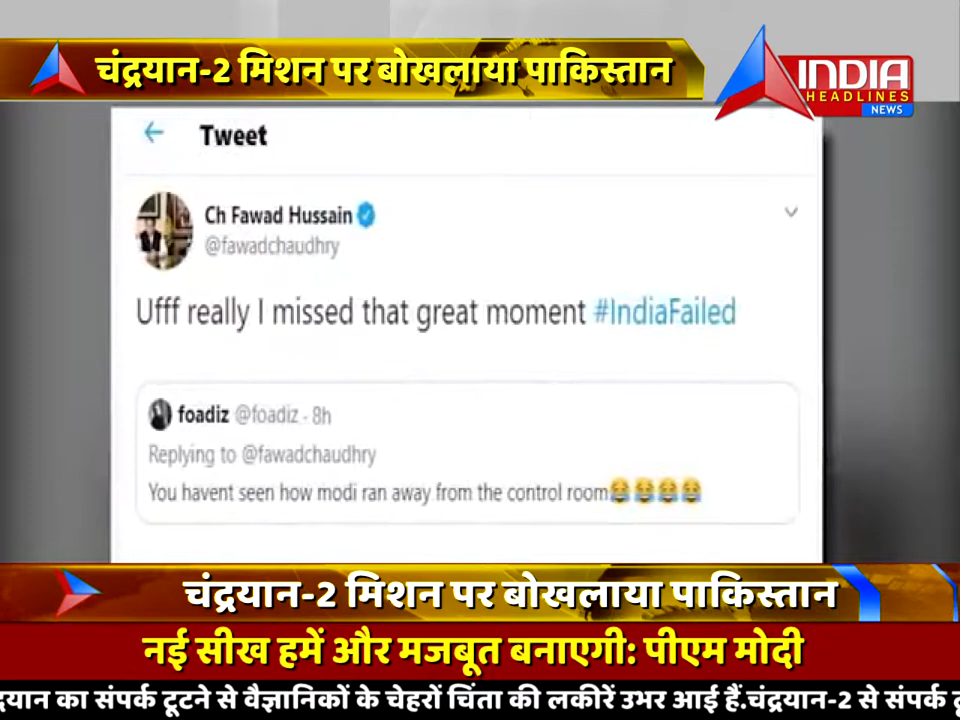 चंद्रयान-2 मिशन पर बोखलाया पाकिस्तान
INDIA
HEADLINES
NEWS
Tweet
Ch Fawad Hussain
@fawadchaudhry
Ufff really I missed that great moment #IndiaFailed
foadiz @foadiz · 8h
Replying to @fawadchaudhry
You havent seen how modi ran away from the control room😂😂😂😂
चंद्रयान-2 मिशन पर बोखलाया पाकिस्तान
नई सीख हमें और मजबूत बनाएगी: पीएम मोदी
का संपर्क टूटने से वैज्ञानिकों के चेहरों चिंता की लकीरें उभर आई हैं.चंद्रयान-2 से संपर्क